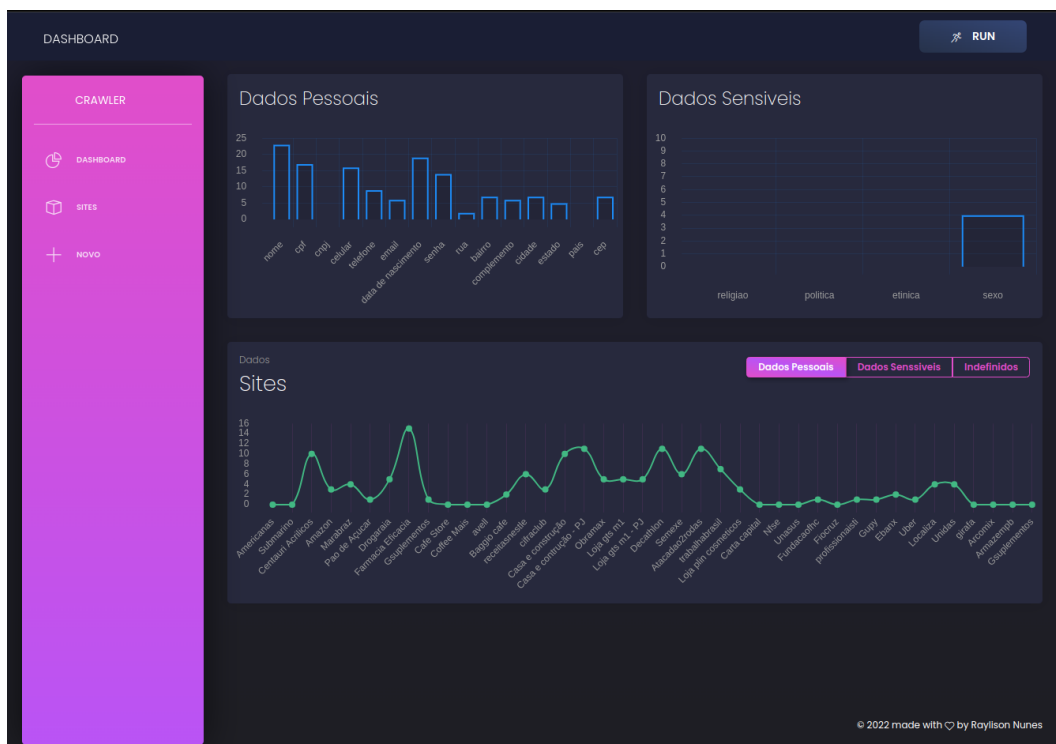 DASHBOARD
RUN
CRAWLER
DASHBOARD
SITES
NOVO
Dados Pessoais
25
20
15
10
5
0
nome
cpf
cnpj
celular
telefone
email
data de nascimento
senha
rua
bairro
complemento
cidade
estado
pais
cep
Dados Sensiveis
10
9
8
7
6
5
4
3
2
1
0
religiao
politica
etinica
sexo
Dados
Sites
Dados Pessoais
Dados Senssiveis
Indefinidos
16
14
12
10
8
6
4
2
0
Americanas
Submarino
Centauri Acrilicos
Amazon
Marabraz
Pao de Açucar
Drogaraia
Farmacia Eficacia
Gsuplementos
Cafe Store
Coffee Mais
avell
Baggio cafe
receitasnestle
cifraclub
Casa e construção
Casa e construção - PJ
Obramax
Loja gts m1
Loja gts m1 - PJ
Decathlon
Semexe
Atacadao2rodas
trabalhabrasil
Loja plin cosmeticos
Carta capital
Nfse
Unasus
Fundacaofhc
Fiocruz
profissionaisti
Gupy
Ebanx
Uber
Localiza
Unidas
girafa
Arcomix
Armazempb
Gsuplementos
© 2022 made with ♡ by Raylison Nunes